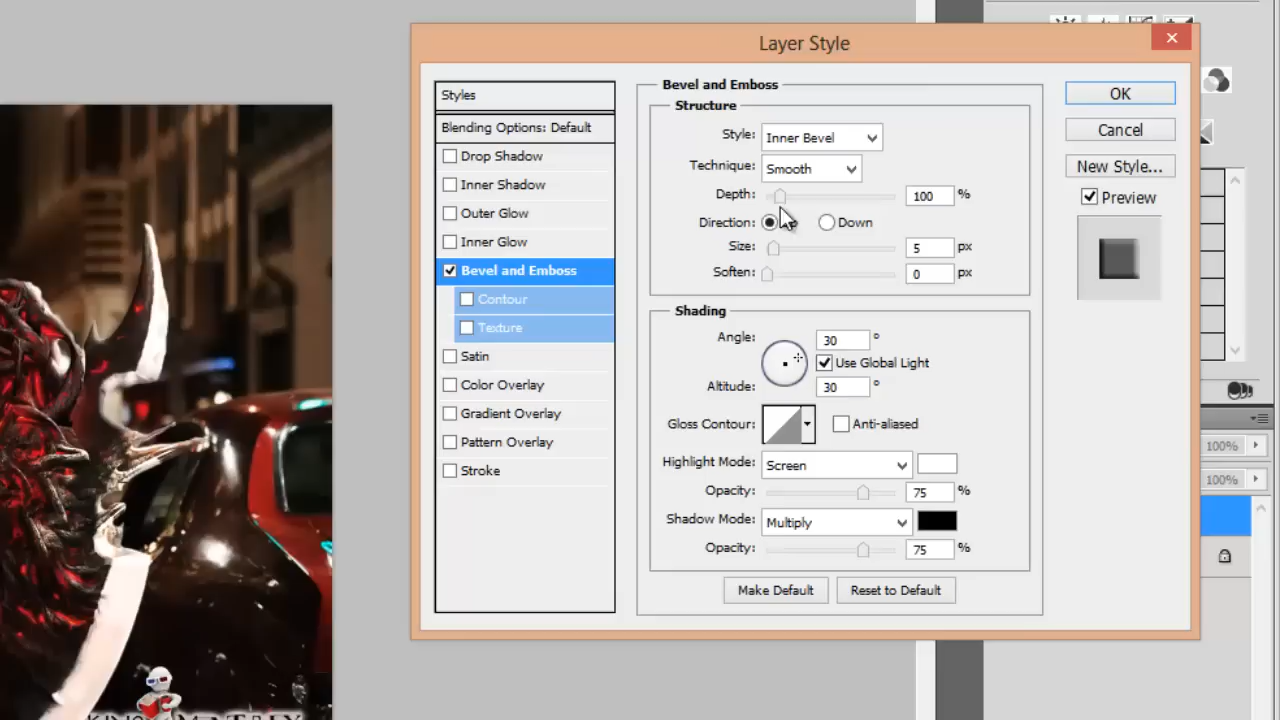 Layer Style
Styles
Blending Options: Default
Drop Shadow
Inner Shadow
Outer Glow
Inner Glow
Bevel and Emboss
Contour
Texture
Satin
Color Overlay
Gradient Overlay
Pattern Overlay
Stroke
Bevel and Emboss
Structure
Style: Inner Bevel
Technique: Smooth
Depth: 100 %
Direction: Down
Size: 5 px
Soften: 0 px
Shading
Angle: 30 °
Use Global Light
Altitude: 30 °
Gloss Contour: Anti-aliased
Highlight Mode: Screen
Opacity: 75 %
Shadow Mode: Multiply
Opacity: 75 %
Make Default Reset to Default
OK
Cancel
New Style...
Preview
100%
100%